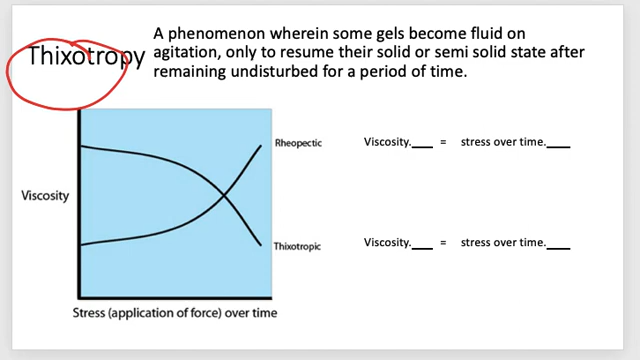 Thixotropy
A phenomenon wherein some gels become fluid on
agitation, only to resume their solid or semi solid state after
remaining undisturbed for a period of time.
Rheopectic
Viscosity.___ = stress over time.___
Viscosity
Thixotropic
Viscosity.___ = stress over time.___
Stress (application of force) over time